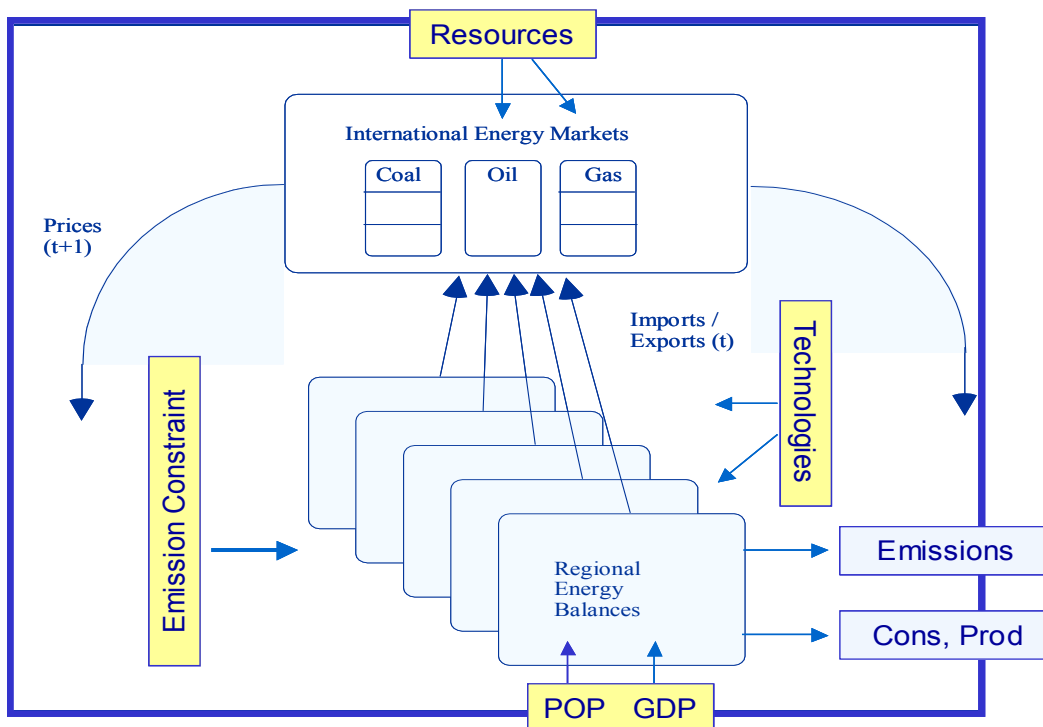 Resources
International Energy Markets
Coal
Oil
Gas
Prices
(t+1)
Imports /
Exports (t)
Technologies
Emission Constraint
Regional
Energy
Balances
Emissions
Cons, Prod
POP GDP